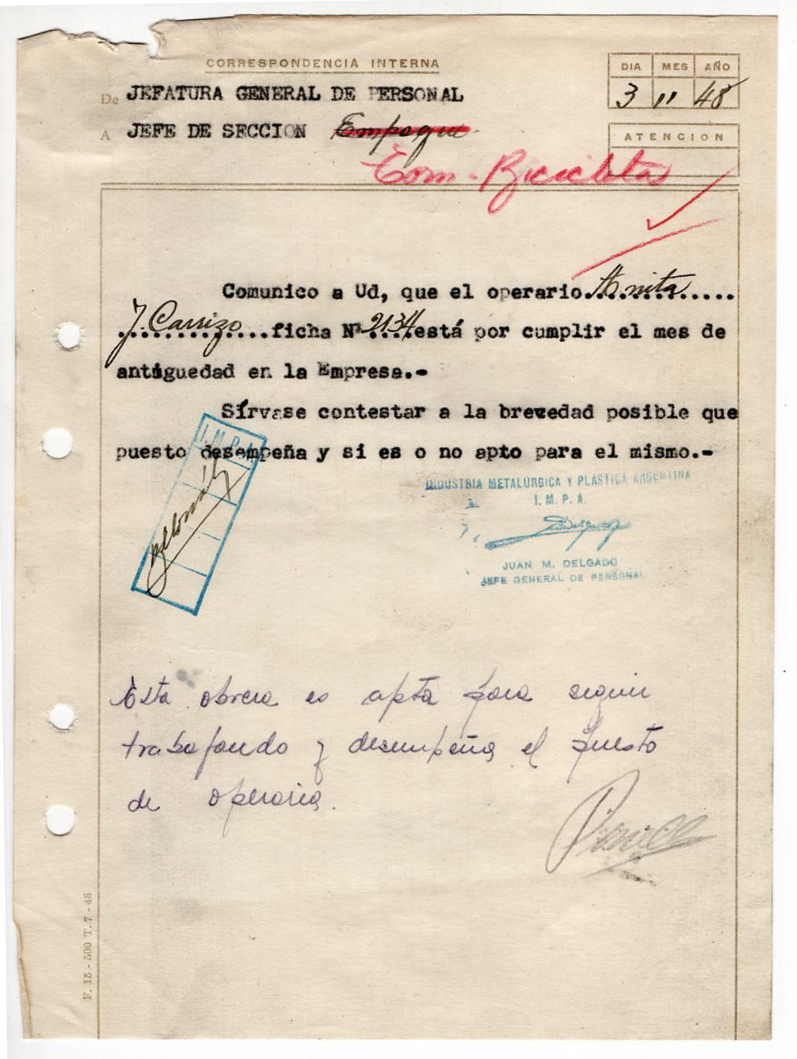 CORRESPONDENCIA INTERNA
DIA MES AÑO
De JEFATURA GENERAL DE PERSONAL
3 11 48
A JEFE DE SECCION Empaque
ATENCION
Com. Bicicletas
Comunico a Ud, que el operario. Anita
J. Carrizo ficha Nº 2134 está por cumplir el mes de
antiguedad en la Empresa.-
Sírvase contestar a la brevedad posible que
puesto desempeña y si es o no apto para el mismo.-
I. M. P. A.
INDUSTRIA METALÚRGICA Y PLÁSTICA ARGENTINA
I. M. P. A.
JUAN M. DELGADO
JEFE GENERAL DE PERSONAL
Esta obrera es apta para seguir
trabajando y desempeña el puesto
de operaria.
F. 15 - 500 T. 7 - 48